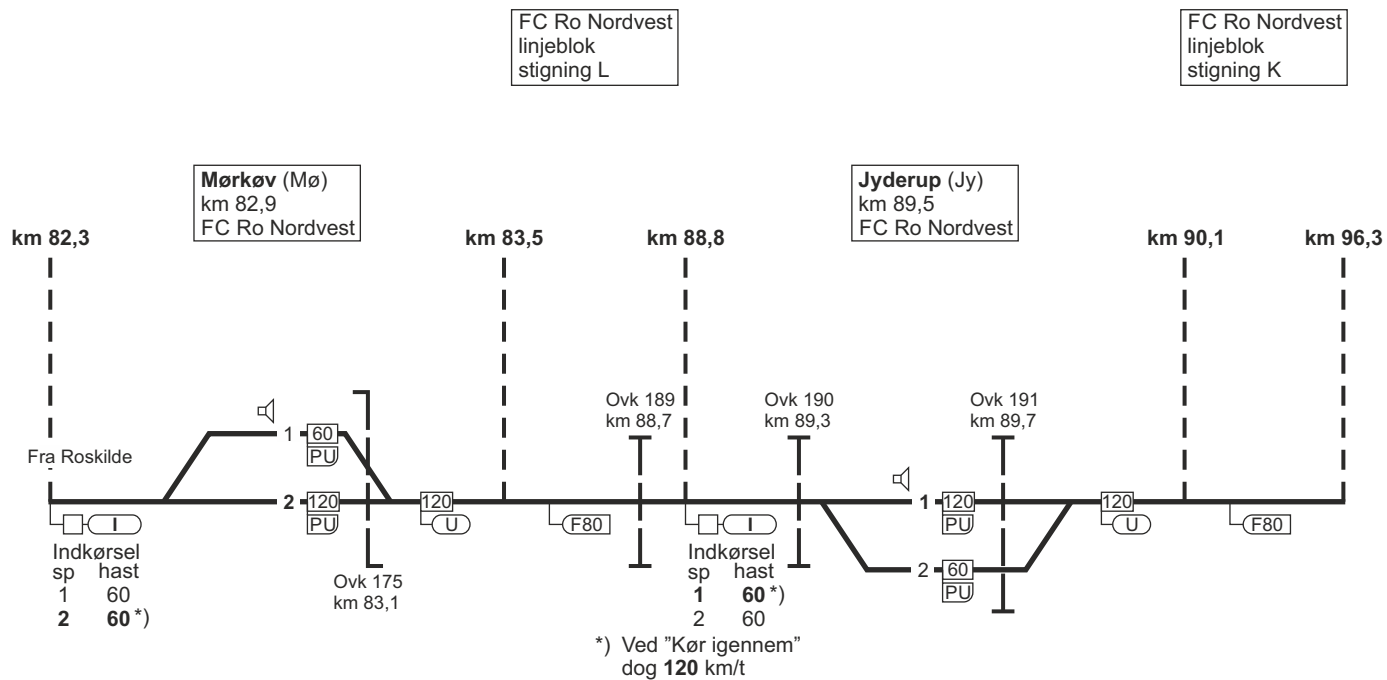 FC Ro Nordvest
linjeblok
stigning L
FC Ro Nordvest
linjeblok
stigning K
Mørkøv (Mø)
km 82,9
FC Ro Nordvest
Jyderup (Jy)
km 89,5
FC Ro Nordvest
km 82,3
km 83,5
km 88,8
km 90,1
km 96,3
Ovk 189
km 88,7
Ovk 190
km 89,3
Ovk 191
km 89,7
Fra Roskilde
1 60
PU
2 120
PU
120
U
F80
1 120
PU
2 60
PU
120
U
F80
I
Indkørsel
sp hast
1 60
2 60 *)
Ovk 175
km 83,1
I
Indkørsel
sp hast
1 60 *)
2 60
*) Ved ”Kør igennem”
dog 120 km/t